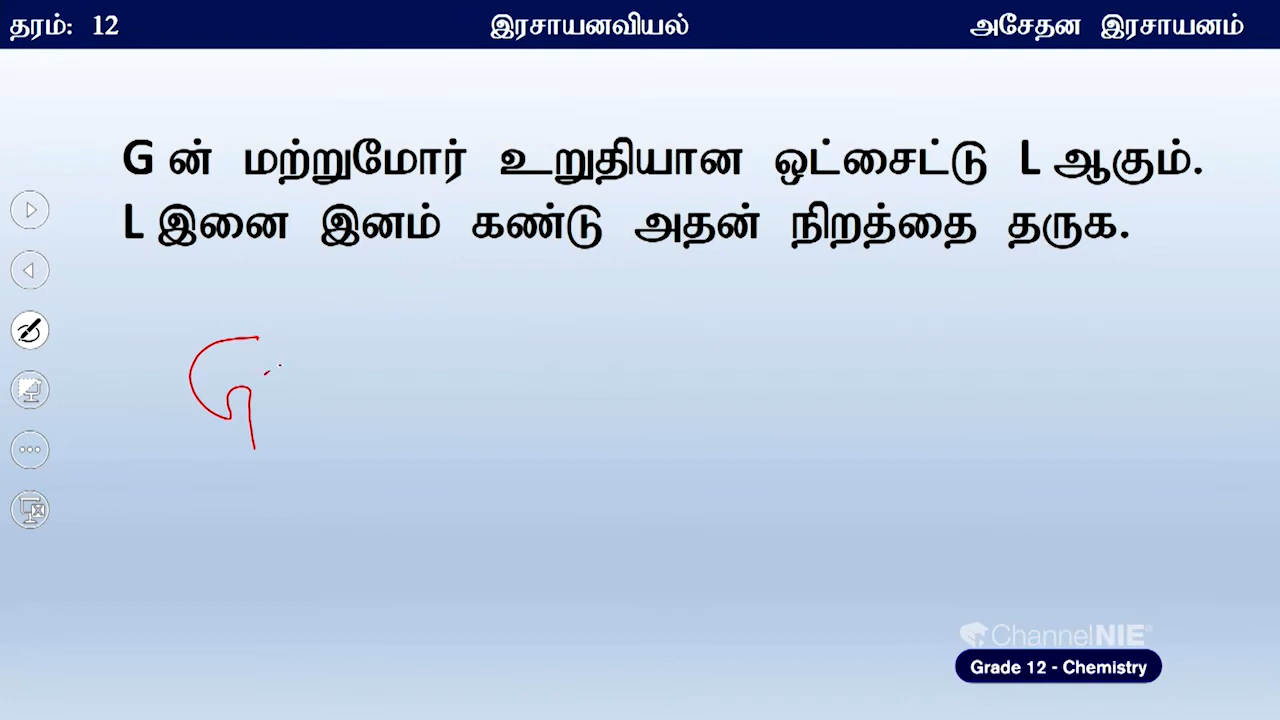 தரம்: 12
இரசாயனவியல்
அசேதன இரசாயனம்
G ன் மற்றுமோர் உறுதியான ஒட்சைட்டு L ஆகும்.
L இனை இனம் கண்டு அதன் நிறத்தை தருக.
G
ChannelNIE
Grade 12 - Chemistry